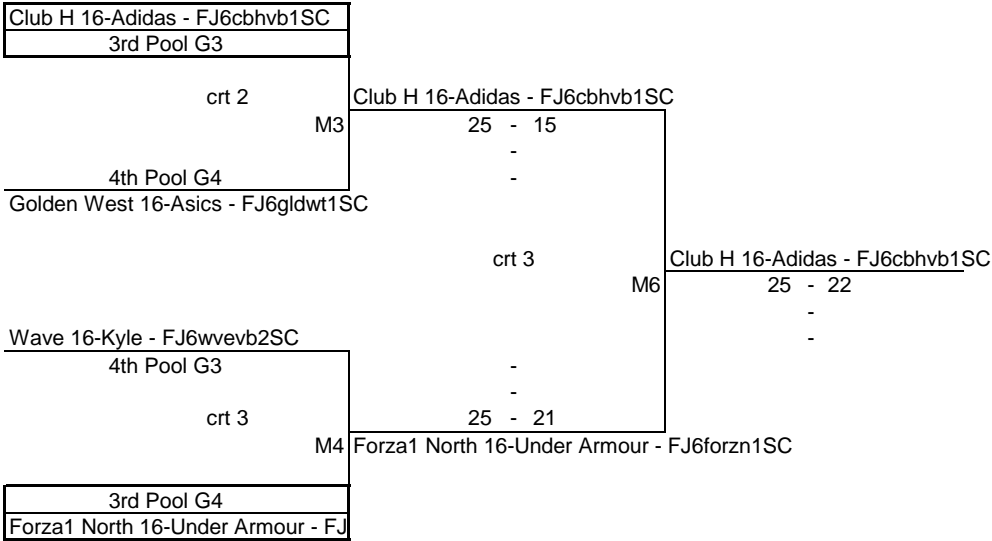 Club H 16-Adidas - FJ6cbhvb1SC
3rd Pool G3
crt 2
Club H 16-Adidas - FJ6cbhvb1SC
M3
25 - 15
-
4th Pool G4
-
Golden West 16-Asics - FJ6gldwt1SC
crt 3
Club H 16-Adidas - FJ6cbhvb1SC
M6
25 - 22
-
Wave 16-Kyle - FJ6wvevb2SC
-
4th Pool G3
-
-
crt 3
25 - 21
M4
Forza1 North 16-Under Armour - FJ6forzn1SC
3rd Pool G4
Forza1 North 16-Under Armour - FJ